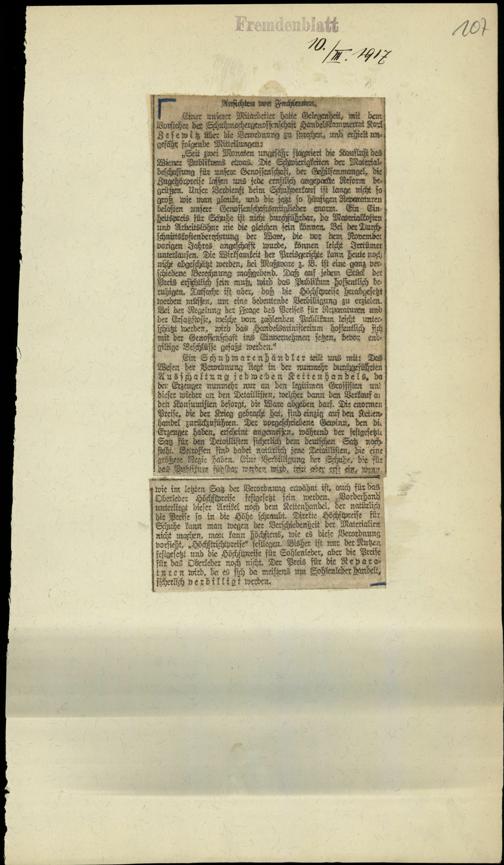 Fremdenblatt
107
10./III. 1917
Ansichten von Fachleuten.
Einer unserer Mitarbeiter hatte Gelegenheit, mit dem
Vorsteher der Schuhmachergenossenschaft Handelskammerrat Karl
über die Verordnung zu sprachen, und erhielt un-
gefähr folgende Mitteilungen:
„Seit zwei Monaten ungefähr stagniert die Kauflust des
Wiener Publikums etwas. Die Schwierigkeiten der Material-
beschaffung für unsere Genossenschaft, der Gehilfenmangel, die
Zugehörpreise lassen uns jede ernstlich angepackte Reform be-
grüßen. Unser Verdienst beim Schuhverkauf ist lange nicht so
groß wie man glaubt, und die jetzt so häufigen Reparaturen
belasten unsere Genossenschaftsmitglieder enorm. Ein Ein-
heitspreis für Schuhe ist nicht durchführbar, da Materialkosten
und Arbeitslöhne nie die gleichen sein können. Bei der Durch-
schnittskostenberechnung der Ware, die vor dem November
vorigen Jahres angeschafft wurde, können leicht Irrtümer
unterlaufen. Die Wirksamkeit der Preisgerichte kann heute noch
nicht abgeschätzt werden, bei Maßware z. B. ist eine ganz ver-
schiedene Berechnung maßgebend. Daß auf jedem Stück der
Preis ersichtlich sein muß, wird das Publikum hoffentlich be-
ruhigen. Tatsache ist aber, daß die Höchstpreise herabgesetzt
werden müssen, um eine bedeutende Verbilligung zu erzielen.
Bei der Regelung der Frage des Preises für Reparaturen und
der Ersatzstoffe, welche vom zahlenden Publikum leicht unter-
schätzt werden, wird das Handelsministerium hoffentlich sich
mit der Genossenschaft ins Einvernehmen setzen, bevor end-
gültige Beschlüsse gefaßt werden."
Ein Schuhwarenhändler teilt uns mit: Das
Wesen der Verordnung liegt in der nunmehr durchgeführten
Ausschaltung jedweden Kettenhandels, da
der Erzeuger nunmehr nur an den legitimen Grossisten und
dieser wieder an den Detaillisten, welcher dann den Verkauf an
den Konsumenten besorgt, die Ware abgeben darf. Die enormen
Preise, die der Krieg gebracht hat, sind einzig auf den Ketten-
handel zurückzuführen. Der vorgeschriebene Gewinn, den die
Erzeuger haben, erscheint angemessen, während der festgesetzte
Satz für den Detaillisten sicherlich dem deutschen Satz nach-
steht. Betroffen sind dabei natürlich jene Detaillisten, die eine
größere Regie haben. Eine Verbilligung der Schuhe, die für
das Publikum fühlbar werden wird, tritt aber erst ein, wenn
wie im letzten Satz der Verordnung erwähnt ist, auch für das
Oberleder Höchstpreise festgesetzt sein werden. Vorderhand
unterliegt dieser Artikel noch dem Kettenhandel, der natürlich
die Preise so in die Höhe schraubt. Direkte Höchstpreise für
Schuhe kann man wegen der Verschiedenheit der Materialien
nicht machen, man kann höchstens, wie es diese Verordnung
vorsieht, „Höchstrichtpreise" festlegen. Bisher ist nur der Nutzen
festgesetzt und die Höchstpreise für Sohlenleder, aber die Preise
für das Oberleder noch nicht. Der Preis für die Repara-
turen wird, da es sich da meistens um Sohlenleder handelt,
sicherlich verbilligt werden.